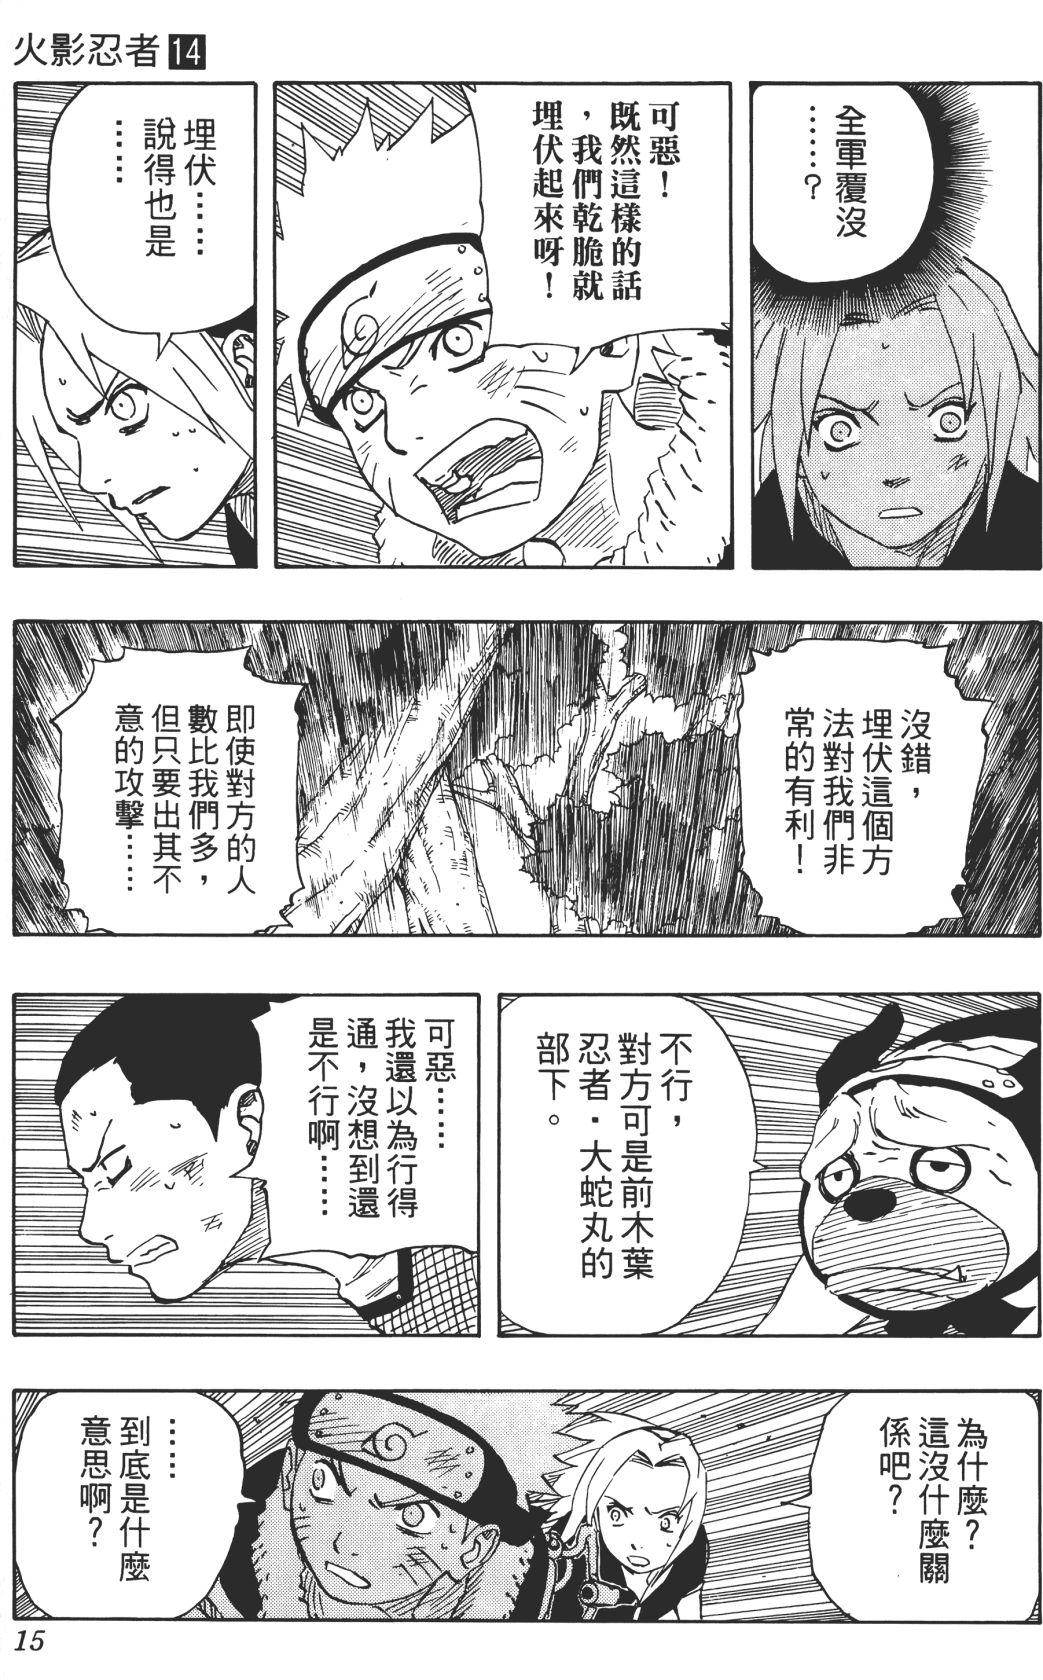 火影忍者14
全軍覆沒
……?
可惡!
既然這樣的話
，我們乾脆就
埋伏起來呀!
埋伏……
說得也是
……
沒錯，
埋伏這個方
法對我們非
常的有利!
即使對方的人
數比我們多，
但只要出其不
意的攻擊……
不行，
對方可是前木葉
忍者・大蛇丸的
部下。
可惡……
我還以為行得
通，沒想到還
是不行啊……
為什麼?
這沒什麼關
係吧?
……
到底是什麼
意思啊?
15